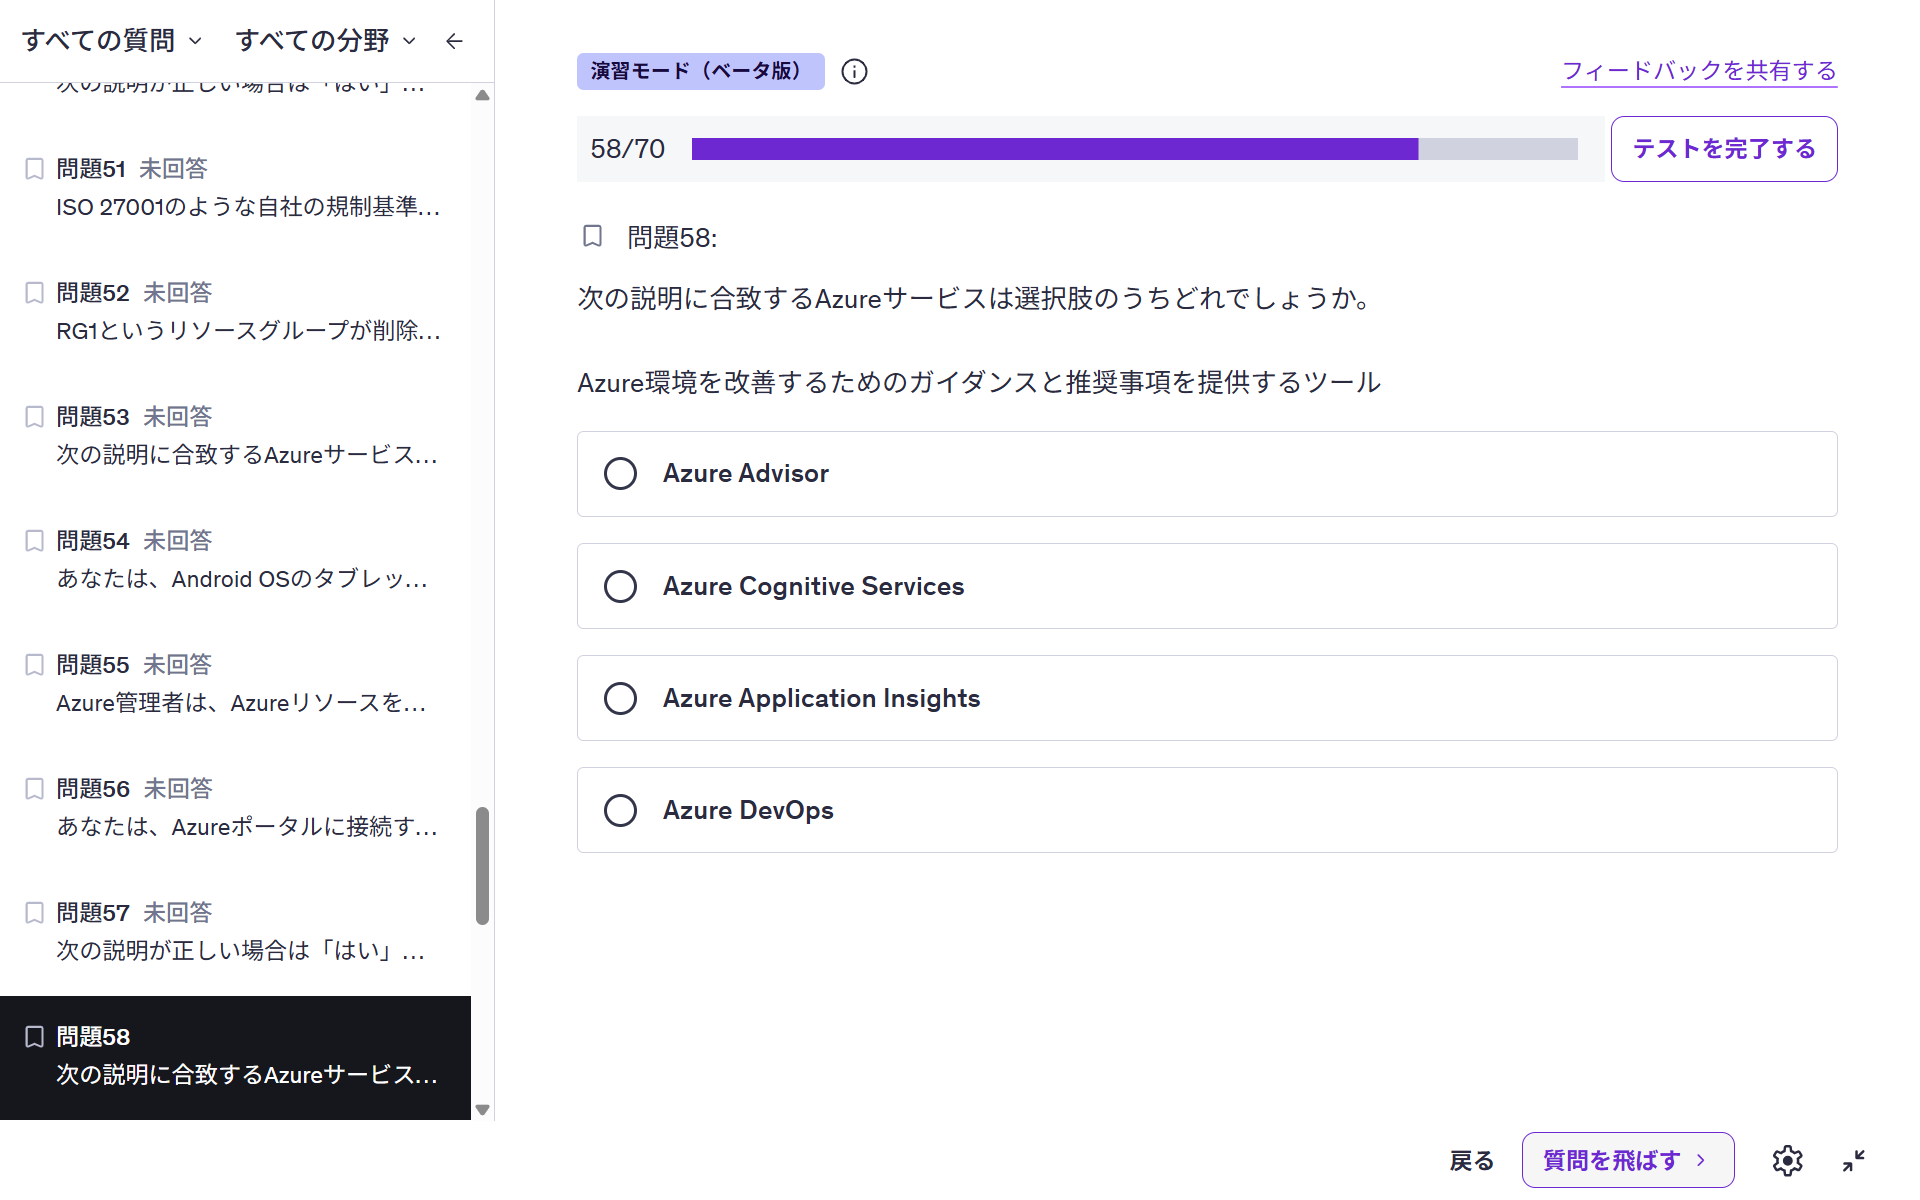 すべての質問
すべての分野
次の説明が正しい場合は「はい」...
問題51 未回答
ISO 27001のような自社の規制基準...
問題52 未回答
RG1というリソースグループが削除...
問題53 未回答
次の説明に合致するAzureサービス...
問題54 未回答
あなたは、Android OSのタブレッ...
問題55 未回答
Azure管理者は、Azureリソースを...
問題56 未回答
あなたは、Azureポータルに接続す...
問題57 未回答
次の説明が正しい場合は「はい」...
問題58
次の説明に合致するAzureサービス...
演習モード（ベータ版）
フィードバックを共有する
58/70
テストを完了する
問題58:
次の説明に合致するAzureサービスは選択肢のうちどれでしょうか。
Azure環境を改善するためのガイダンスと推奨事項を提供するツール
Azure Advisor
Azure Cognitive Services
Azure Application Insights
Azure DevOps
戻る
質問を飛ばす